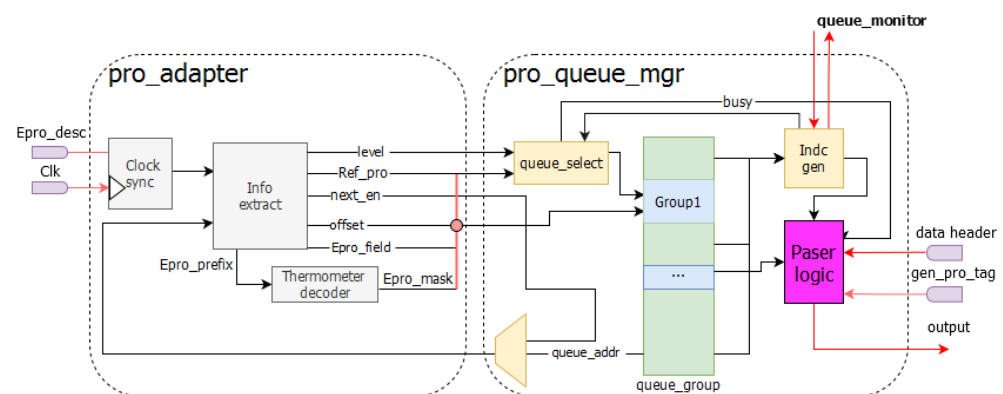 queue_monitor
pro_adapter
pro_queue_mgr
busy
Epro_desc
Clk
Clock
sync
Info
extract
level
Ref_pro
next_en
offset
Epro_field
Epro_prefix
Thermometer
decoder
Epro_mask
queue_select
Group1
...
Indc
gen
Paser
logic
data header
gen_pro_tag
output
queue_addr
queue_group